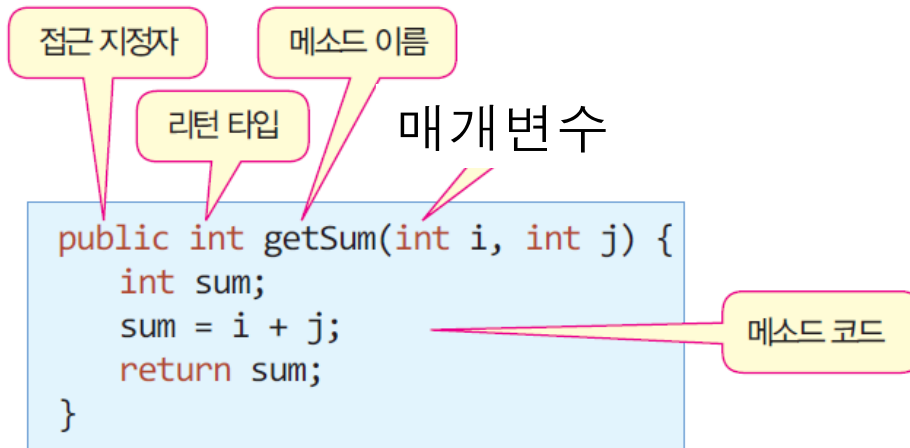 접근 지정자
메소드 이름
리턴 타입
매개변수
public int getSum(int i, int j) {
int sum;
sum = i + j;
return sum;
}
메소드 코드